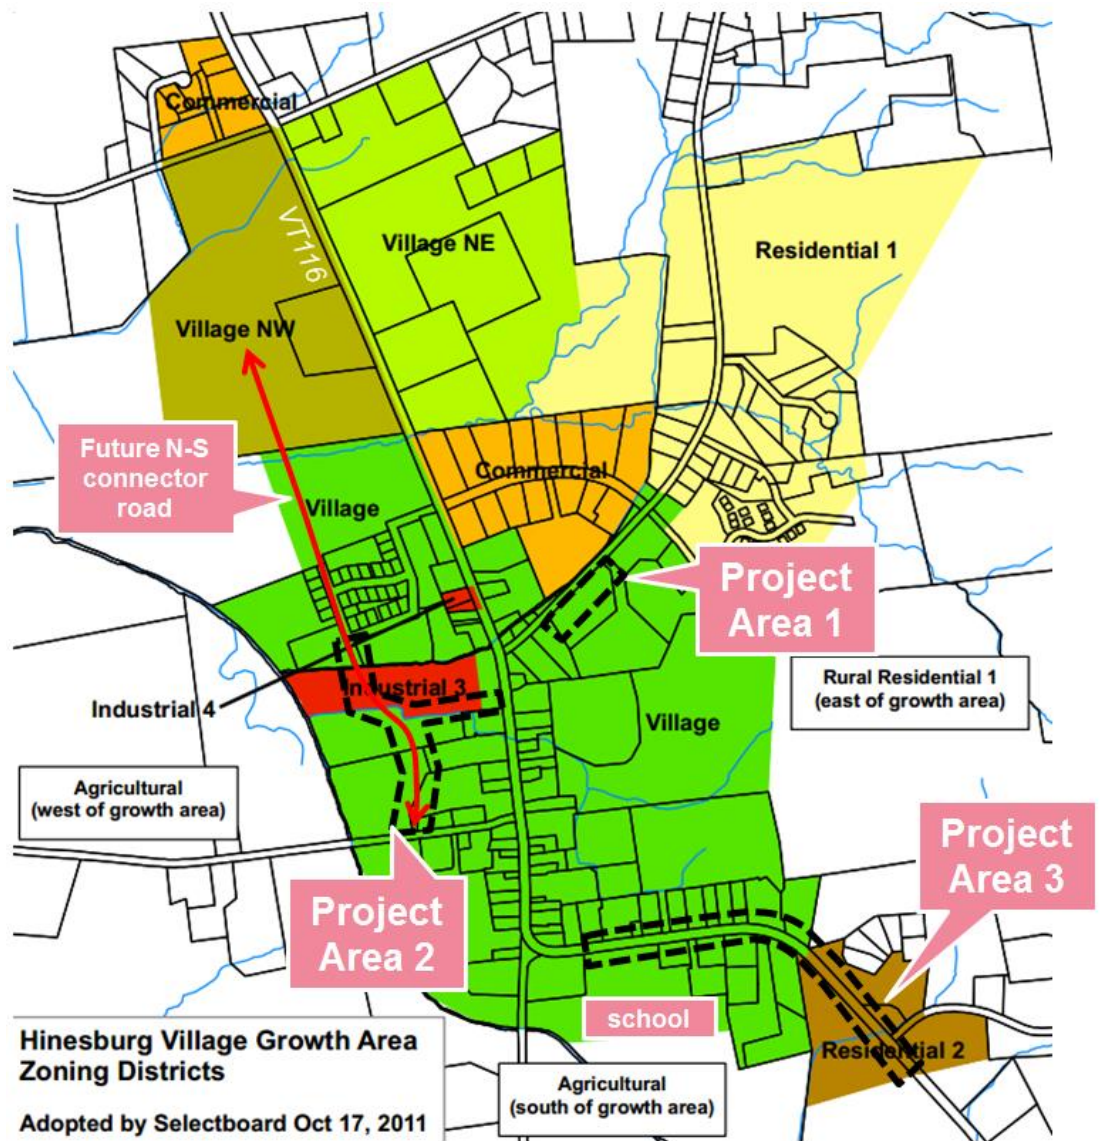 Commercial
VT116
Village NE
Residential 1
Village NW
Future N-S
connector
road
Commercial
Village
Project
Area 1
Rural Residential 1
(east of growth area)
Industrial 3
Industrial 4
Village
Agricultural
(west of growth area)
Project
Area 3
Project
Area 2
school
Residential 2
Hinesburg Village Growth Area
Zoning Districts
Adopted by Selectboard Oct 17, 2011
Agricultural
(south of growth area)